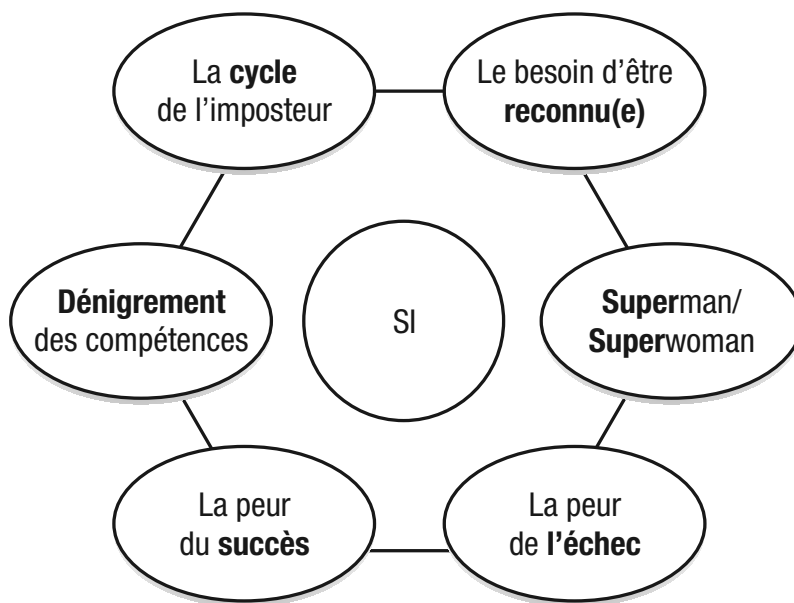 La cycle
de l’imposteur
Le besoin d’être
reconnu(e)
Dénigrement
des compétences
SI
Superman/
Superwoman
La peur
du succès
La peur
de l’échec